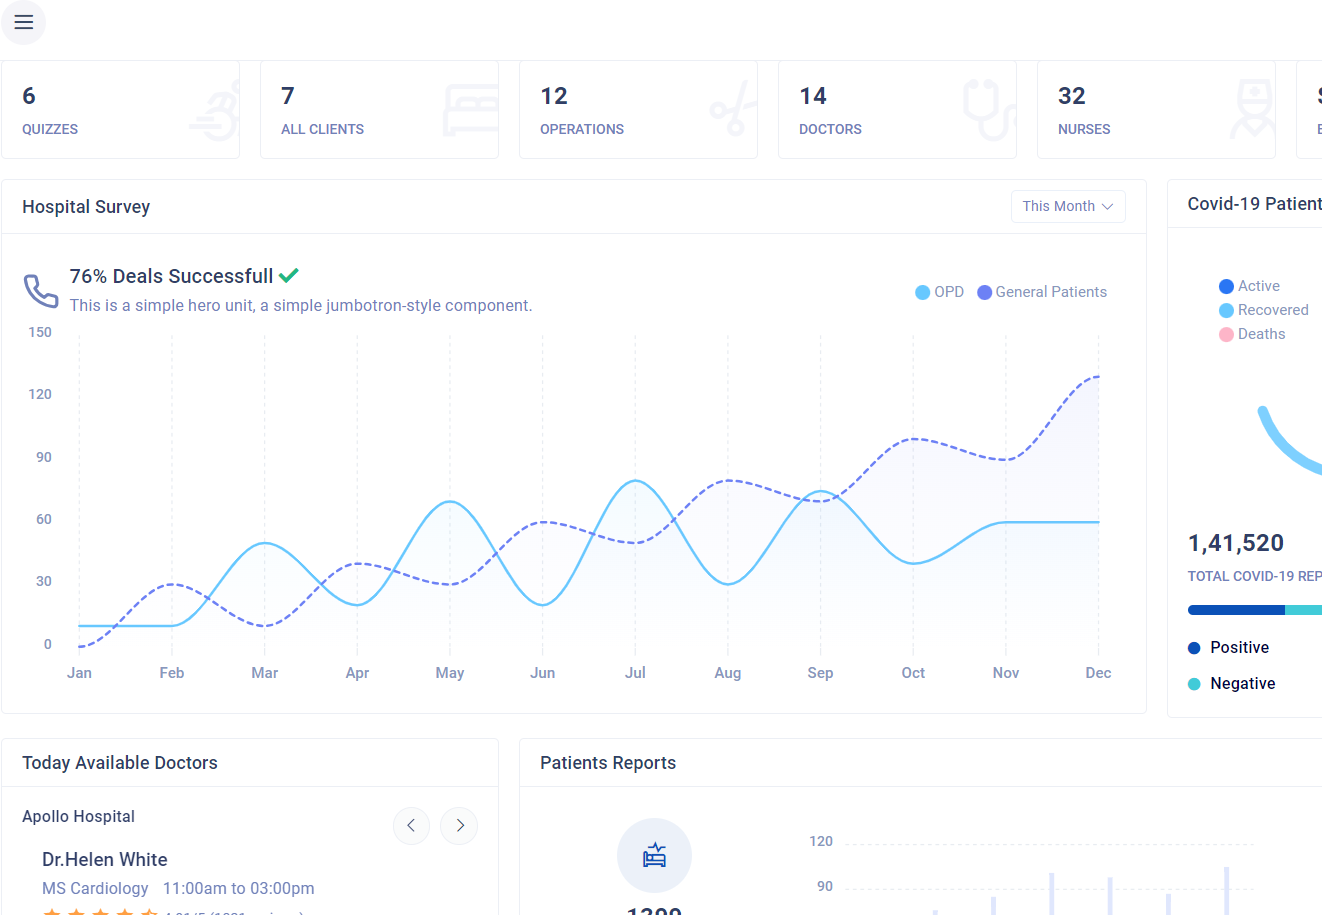 6
QUIZZES
7
ALL CLIENTS
12
OPERATIONS
14
DOCTORS
32
NURSES
Hospital Survey
This Month
Covid-19 Patient
76% Deals Successfull
This is a simple hero unit, a simple jumbotron-style component.
OPD
General Patients
Active
Recovered
Deaths
150
120
90
60
30
0
Jan Feb Mar Apr May Jun Jul Aug Sep Oct Nov Dec
1,41,520
TOTAL COVID-19 REP
Positive
Negative
Today Available Doctors
Patients Reports
Apollo Hospital
Dr.Helen White
MS Cardiology 11:00am to 03:00pm
120
90